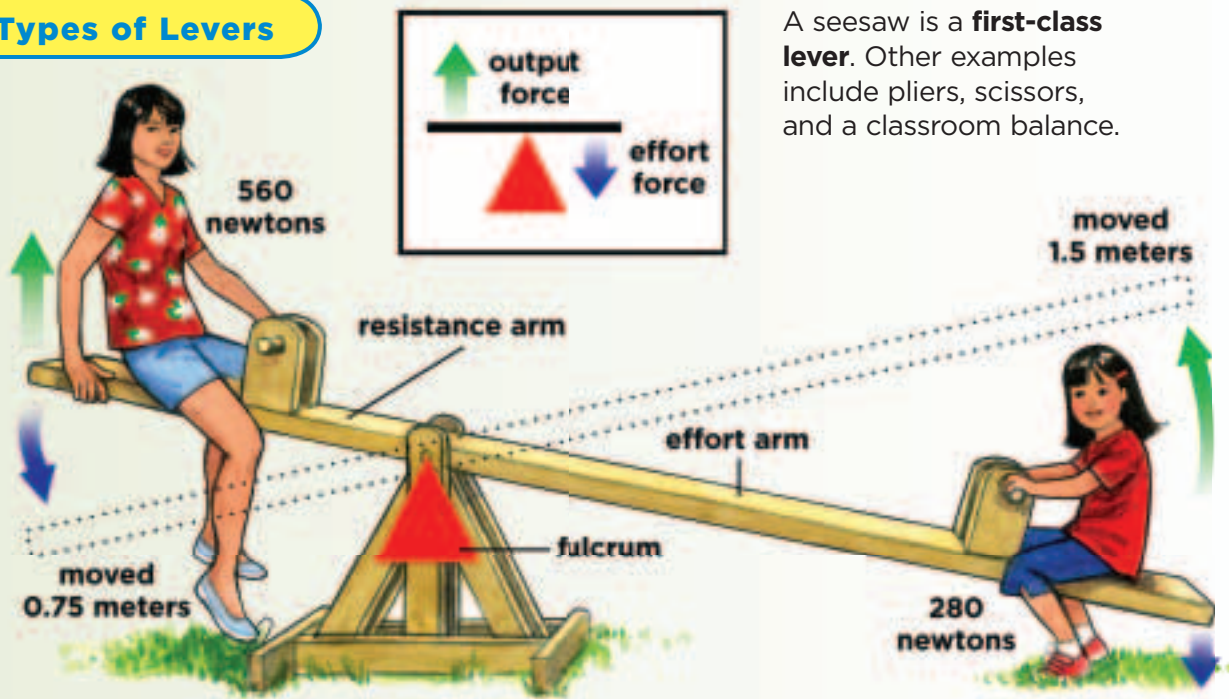 Types of Levers
output
force
effort
force
A seesaw is a first-class
lever. Other examples
include pliers, scissors,
and a classroom balance.
560
newtons
moved
1.5 meters
resistance arm
effort arm
fulcrum
moved
0.75 meters
280
newtons